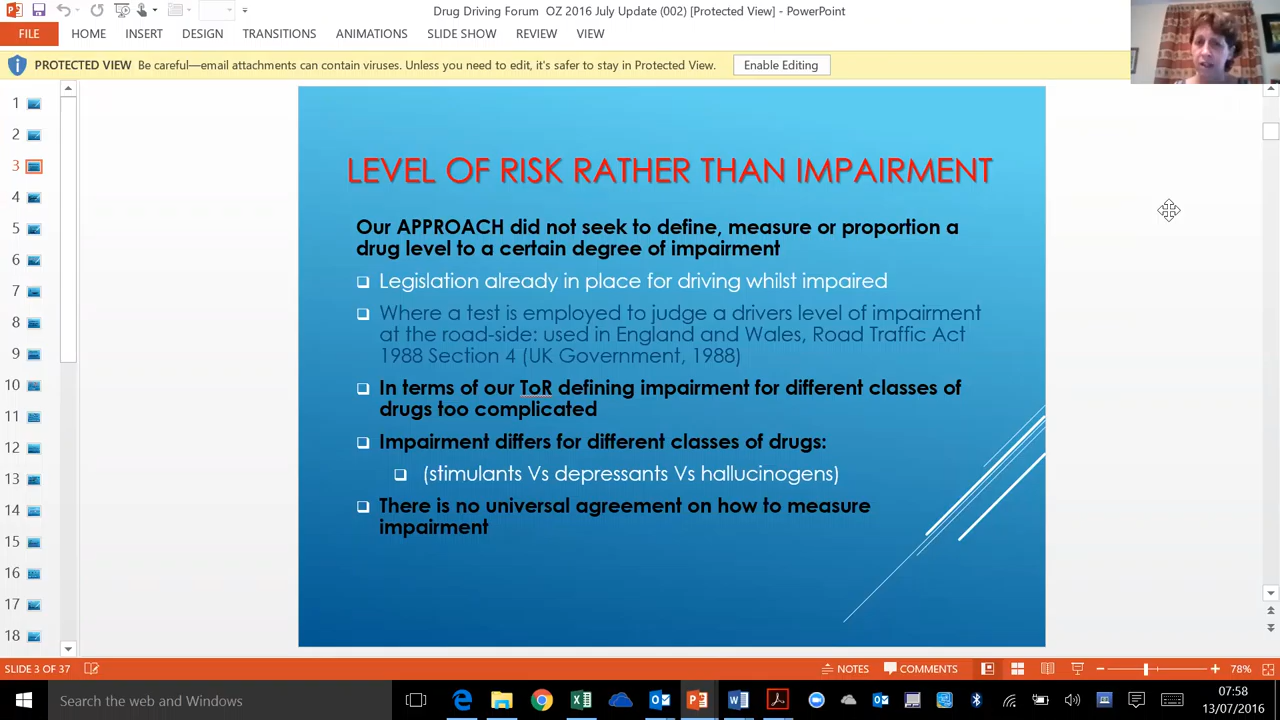 Drug Driving Forum OZ 2016 July Update (002) [Protected View] - PowerPoint
FILE HOME INSERT DESIGN TRANSITIONS ANIMATIONS SLIDE SHOW REVIEW VIEW
PROTECTED VIEW Be careful—email attachments can contain viruses. Unless you need to edit, it's safer to stay in Protected View. Enable Editing
1
2
3
4
5
6
7
8
9
10
11
12
13
14
15
16
17
18
LEVEL OF RISK RATHER THAN IMPAIRMENT
Our APPROACH did not seek to define, measure or proportion a
drug level to a certain degree of impairment
Legislation already in place for driving whilst impaired
Where a test is employed to judge a drivers level of impairment
at the road-side: used in England and Wales, Road Traffic Act
1988 Section 4 (UK Government, 1988)
In terms of our ToR defining impairment for different classes of
drugs too complicated
Impairment differs for different classes of drugs:
(stimulants Vs depressants Vs hallucinogens)
There is no universal agreement on how to measure
impairment
SLIDE 3 OF 37 NOTES COMMENTS 78%
Search the web and Windows
07:58
13/07/2016